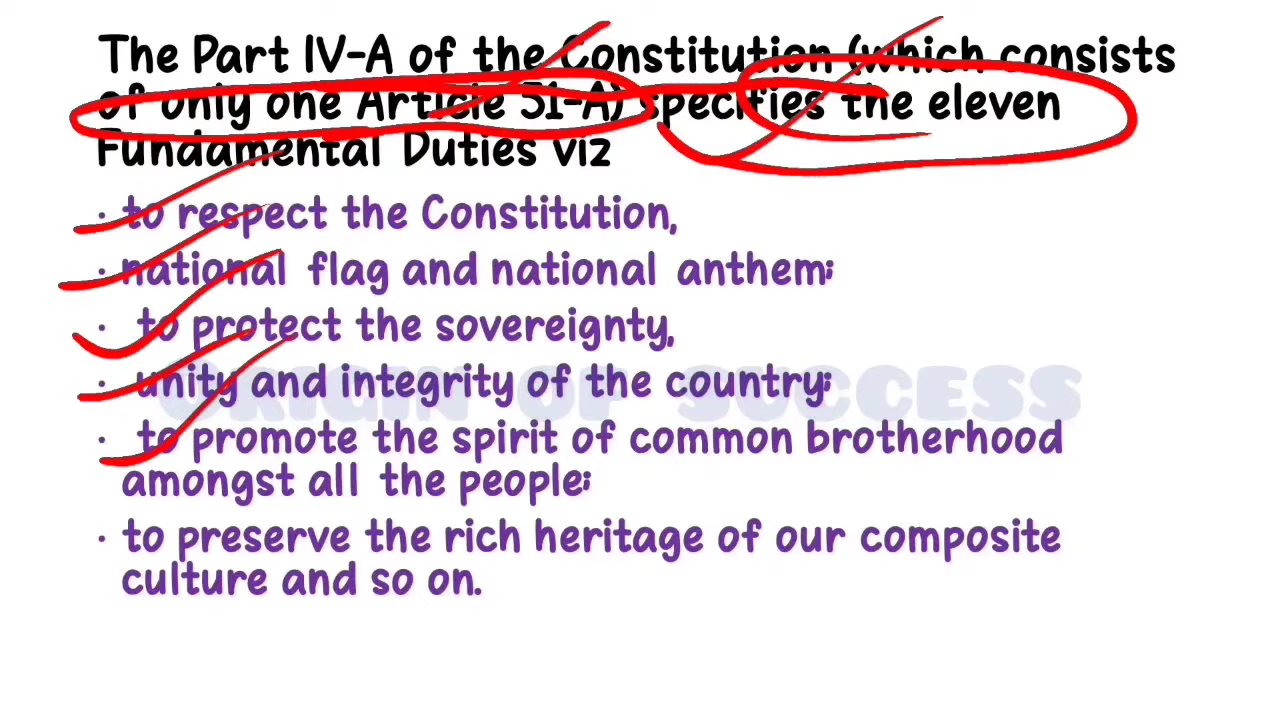 The Part IV-A of the Constitution (which consists
of only one Article 51-A) specifies the eleven
Fundamental Duties viz
· to respect the Constitution,
· national flag and national anthem;
· to protect the sovereignty,
· unity and integrity of the country;
· to promote the spirit of common brotherhood
amongst all the people;
· to preserve the rich heritage of our composite
culture and so on.
ORIGIN OF SUCCESS